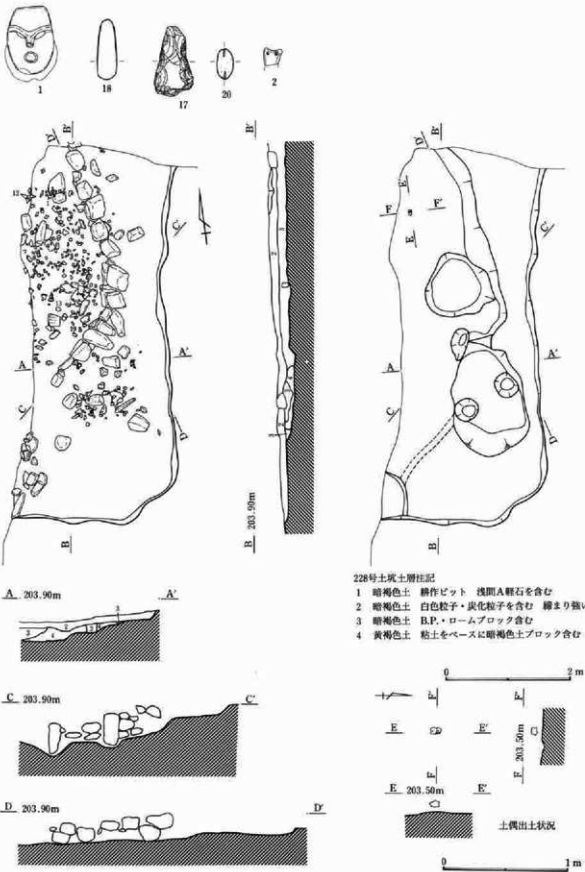 1
18
17
20
2
B'
D'
B'
D'
B'
12
E
F
F'
E
C'
C'
A
A'
A
A'
C
C
D
D
B
B 203.90m
B
228号土坑土層注記
1 暗褐色土 耕作ピット 浅間A軽石を含む
2 暗褐色土 白色粒子・炭化粒子を含む 締まり強い
3 暗褐色土 B.P.・ロームブロック含む
4 黄褐色土 粘土をベースに暗褐色土ブロック含む
A 203.90m A'
0 2m
C 203.90m C'
F' F'
E E'
203.50m
F F
E 203.50m E'
土偶出土状況
D 203.90m D'
0 1m